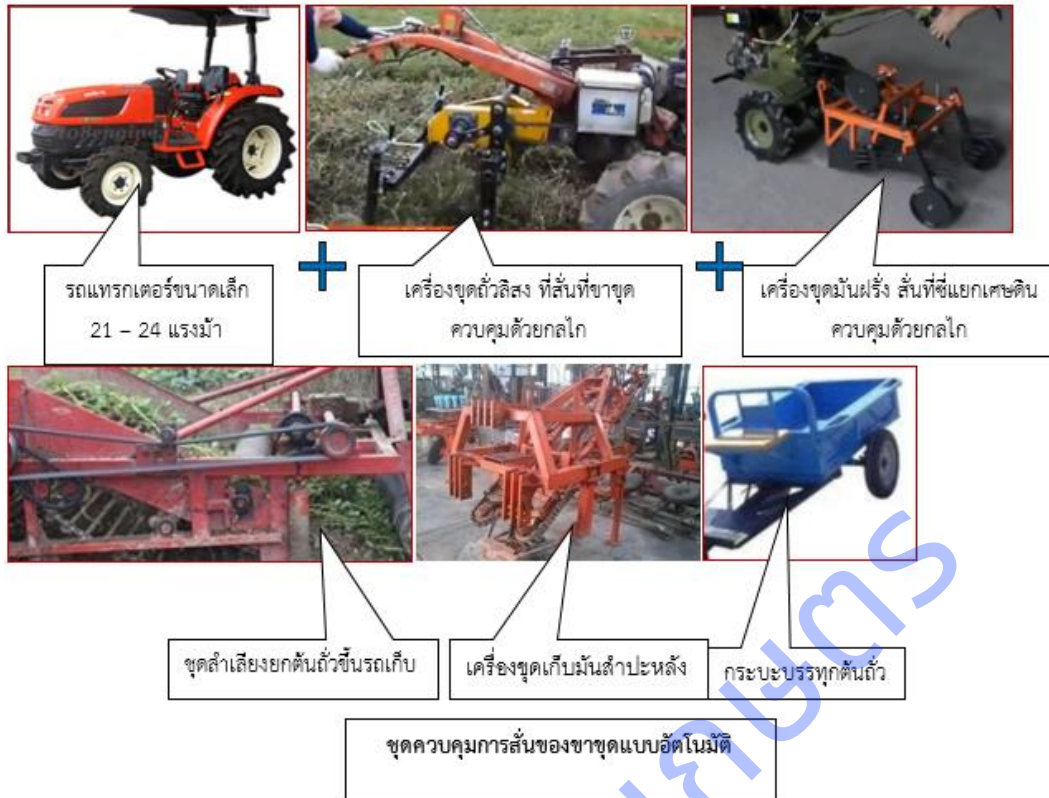 รถแทรกเตอร์ขนาดเล็ก
21 – 24 แรงม้า
เครื่องขุดถั่วลิสง ที่สั่นที่ขาขุด
ควบคุมด้วยกลไก
เครื่องขุดมันฝรั่ง สั่นที่ซี่แยกเศษดิน
ควบคุมด้วยกลไก
ชุดลำเลียงยกต้นถั่วขึ้นรถเก็บ
เครื่องขุดเก็บมันสำปะหลัง
กระบะบรรทุกต้นถั่ว
ชุดควบคุมการสั่นของขาขุดแบบอัตโนมัติ